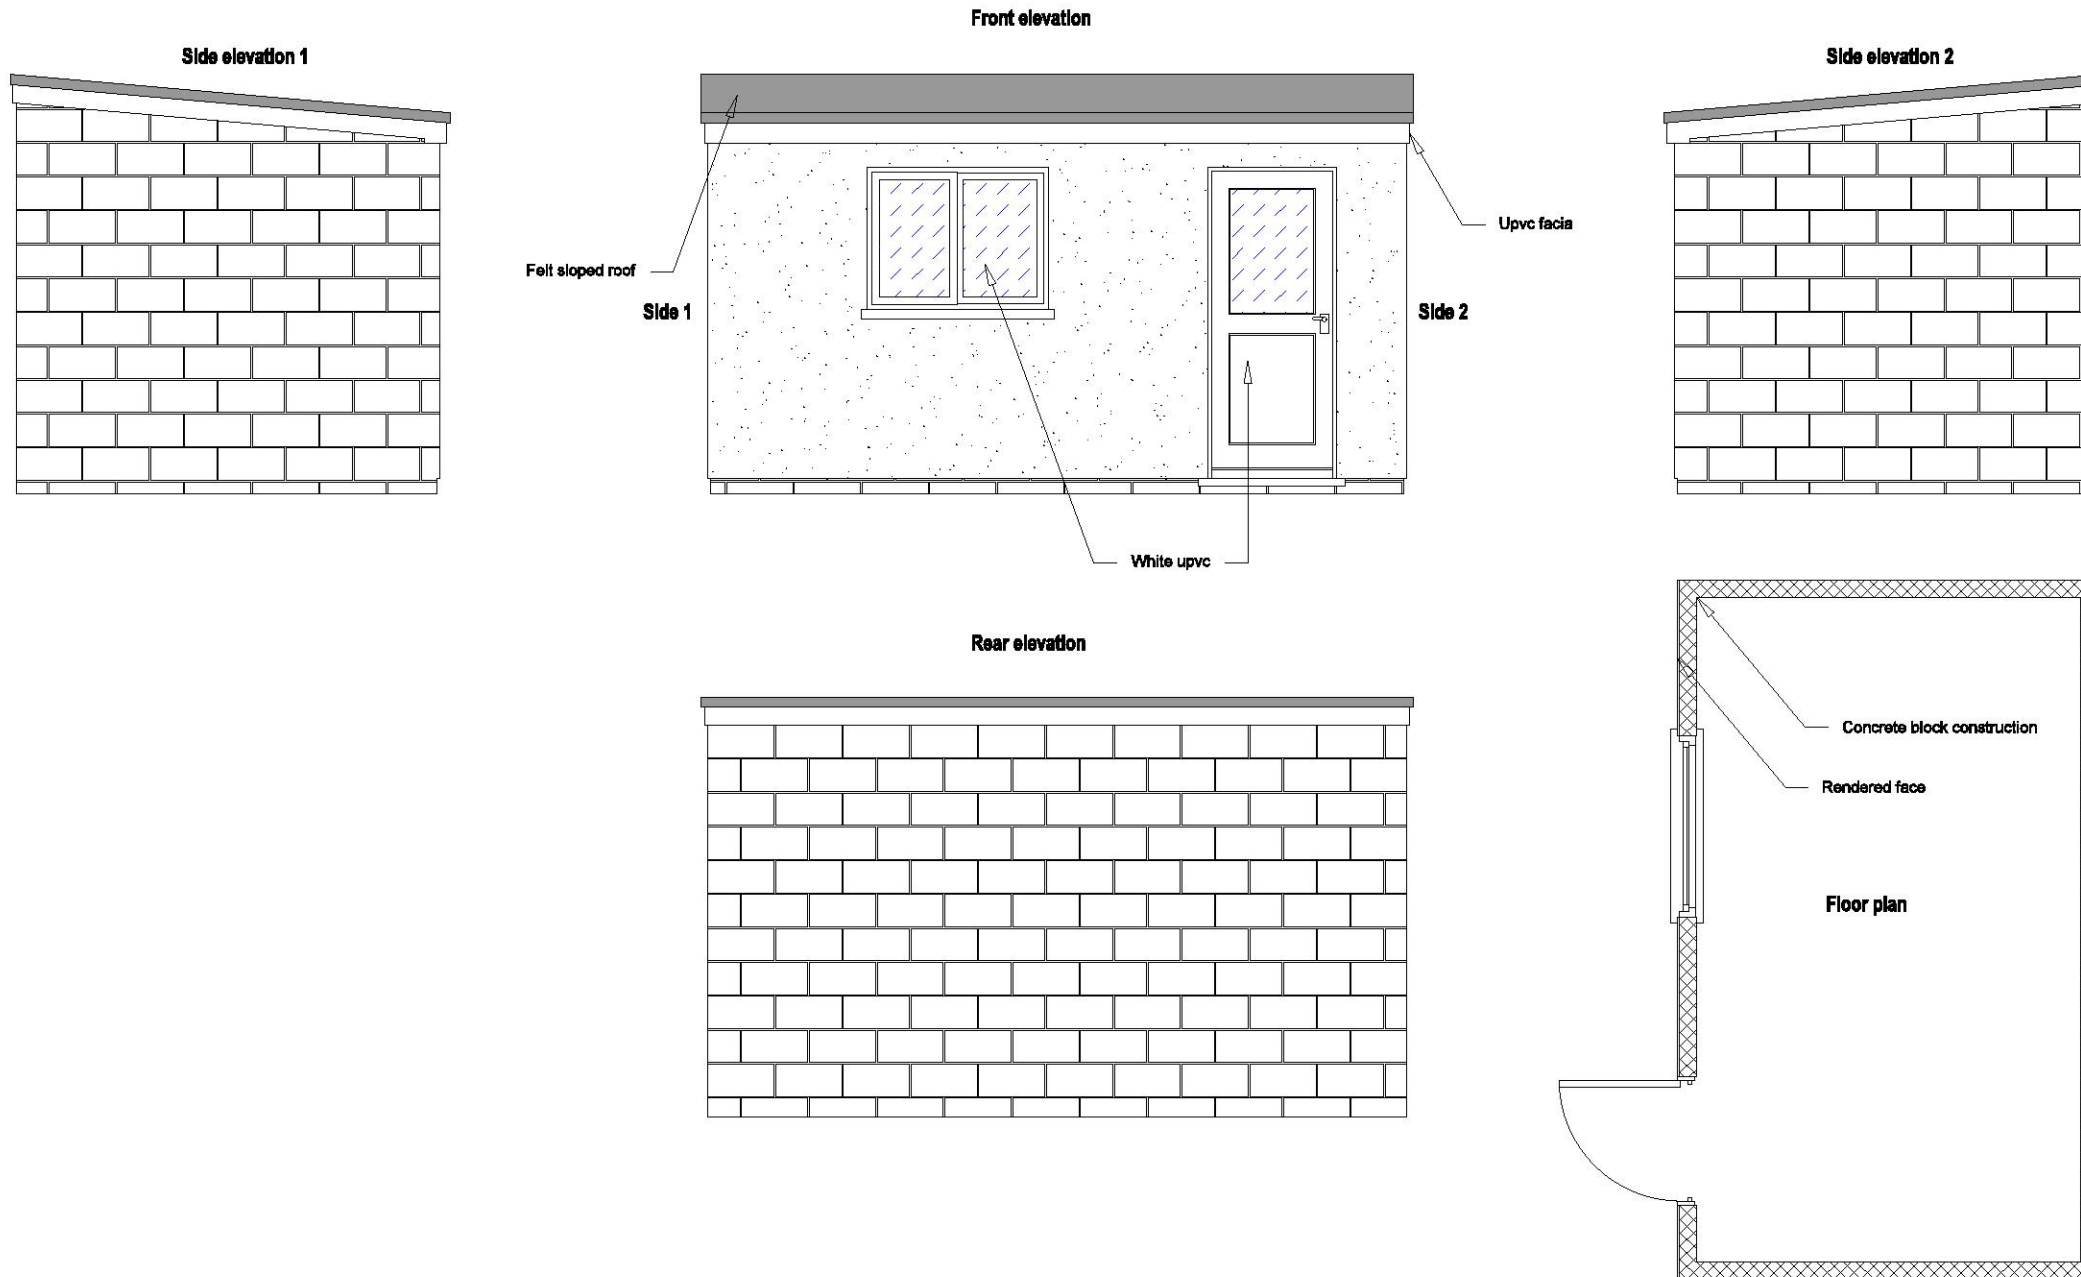 Front elevation
Side elevation 1
Side elevation 2
Upvc facia
Felt sloped roof
Side 1
Side 2
White upvc
Rear elevation
Concrete block construction
Rendered face
Floor plan